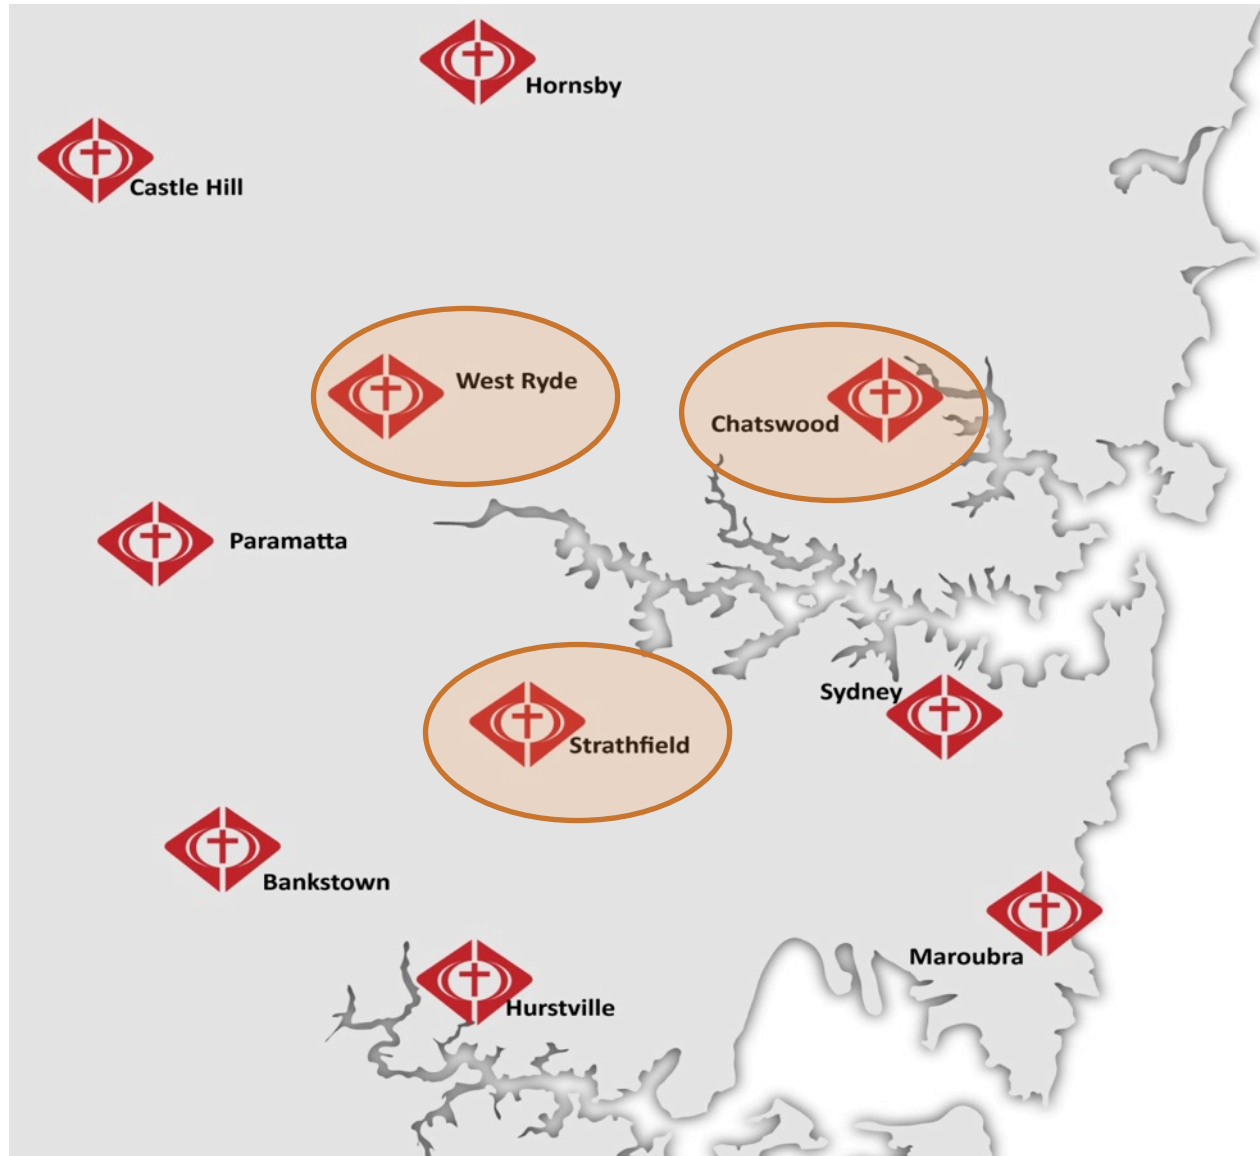 Hornsby
Castle Hill
West Ryde
Chatswood
Paramatta
Sydney
Strathfield
Bankstown
Maroubra
Hurstville